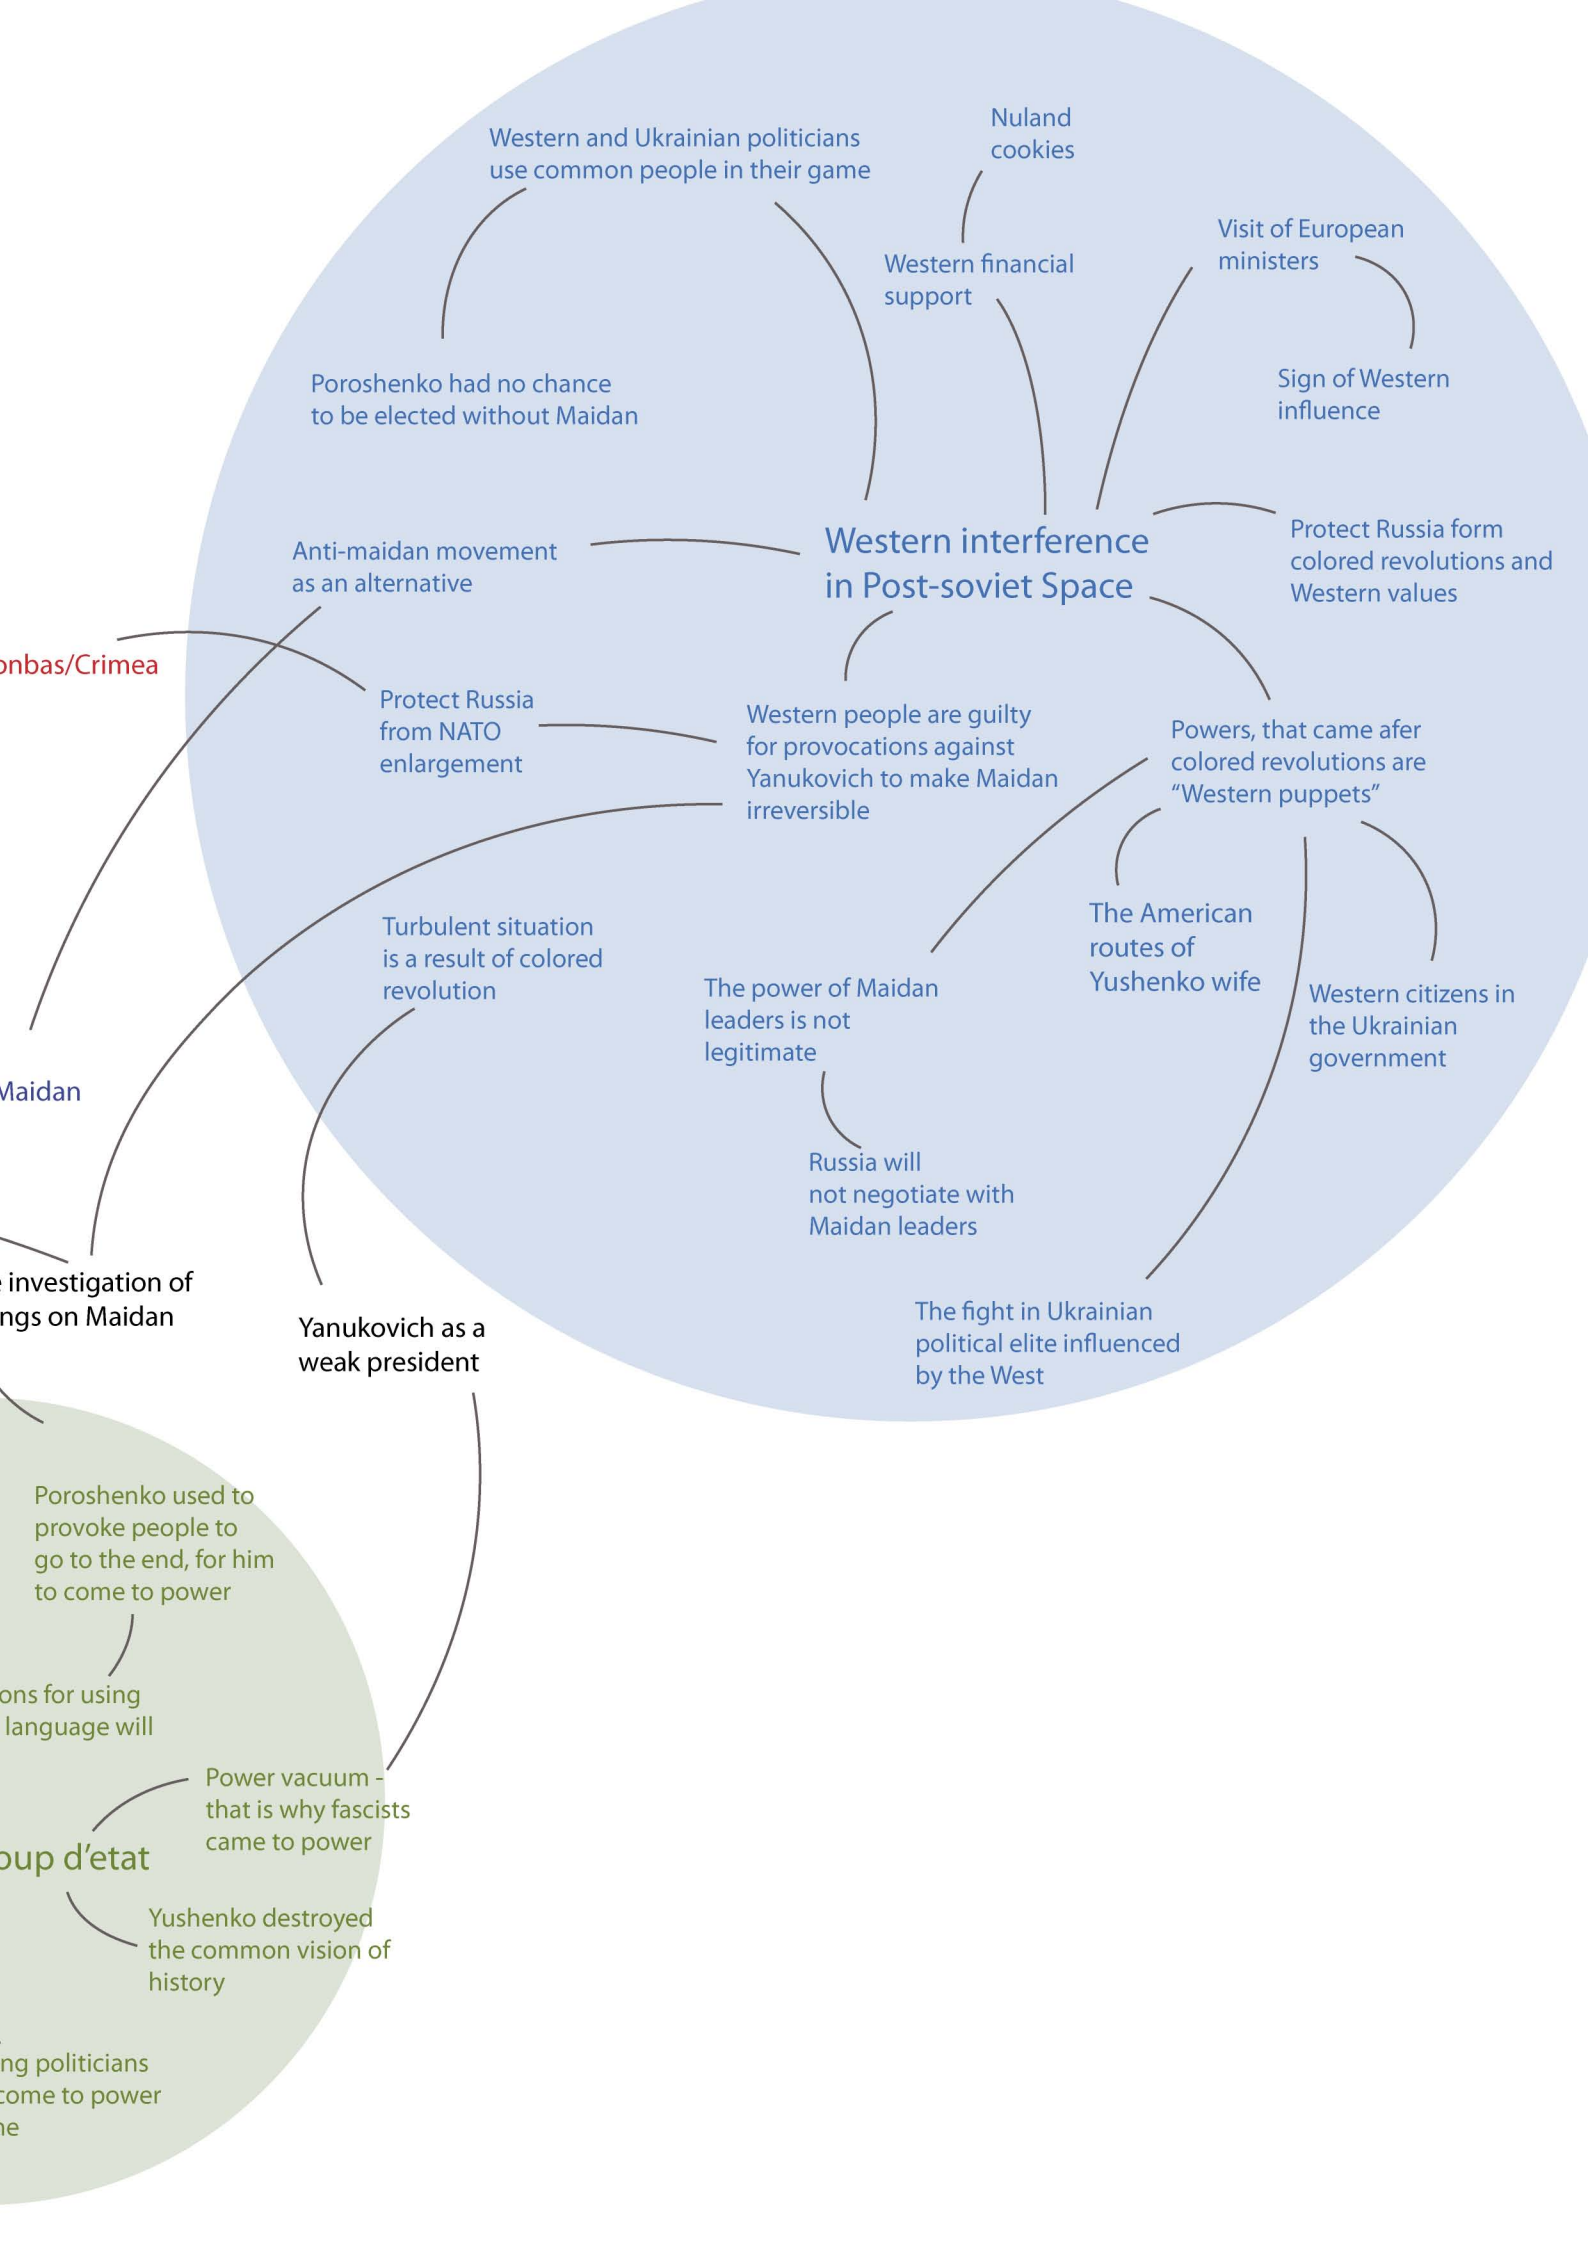 Nuland
cookies
Western and Ukrainian politicians
use common people in their game
Visit of European
ministers
Western financial
support
Poroshenko had no chance
to be elected without Maidan
Sign of Western
influence
Western interference
in Post-soviet Space
Protect Russia form
colored revolutions and
Western values
Anti-maidan movement
as an alternative
onbas/Crimea
Protect Russia
from NATO
enlargement
Western people are guilty
for provocations against
Yanukovich to make Maidan
irreversible
Powers, that came afer
colored revolutions are
“Western puppets”
The American
routes of
Yushenko wife
Turbulent situation
is a result of colored
revolution
The power of Maidan
leaders is not
legitimate
Western citizens in
the Ukrainian
government
Maidan
Russia will
not negotiate with
Maidan leaders
investigation of
ngs on Maidan
Yanukovich as a
weak president
The fight in Ukrainian
political elite influenced
by the West
Poroshenko used to
provoke people to
go to the end, for him
to come to power
ons for using
language will
Power vacuum -
that is why fascists
came to power
oup d’etat
Yushenko destroyed
the common vision of
history
ng politicians
come to power
ne